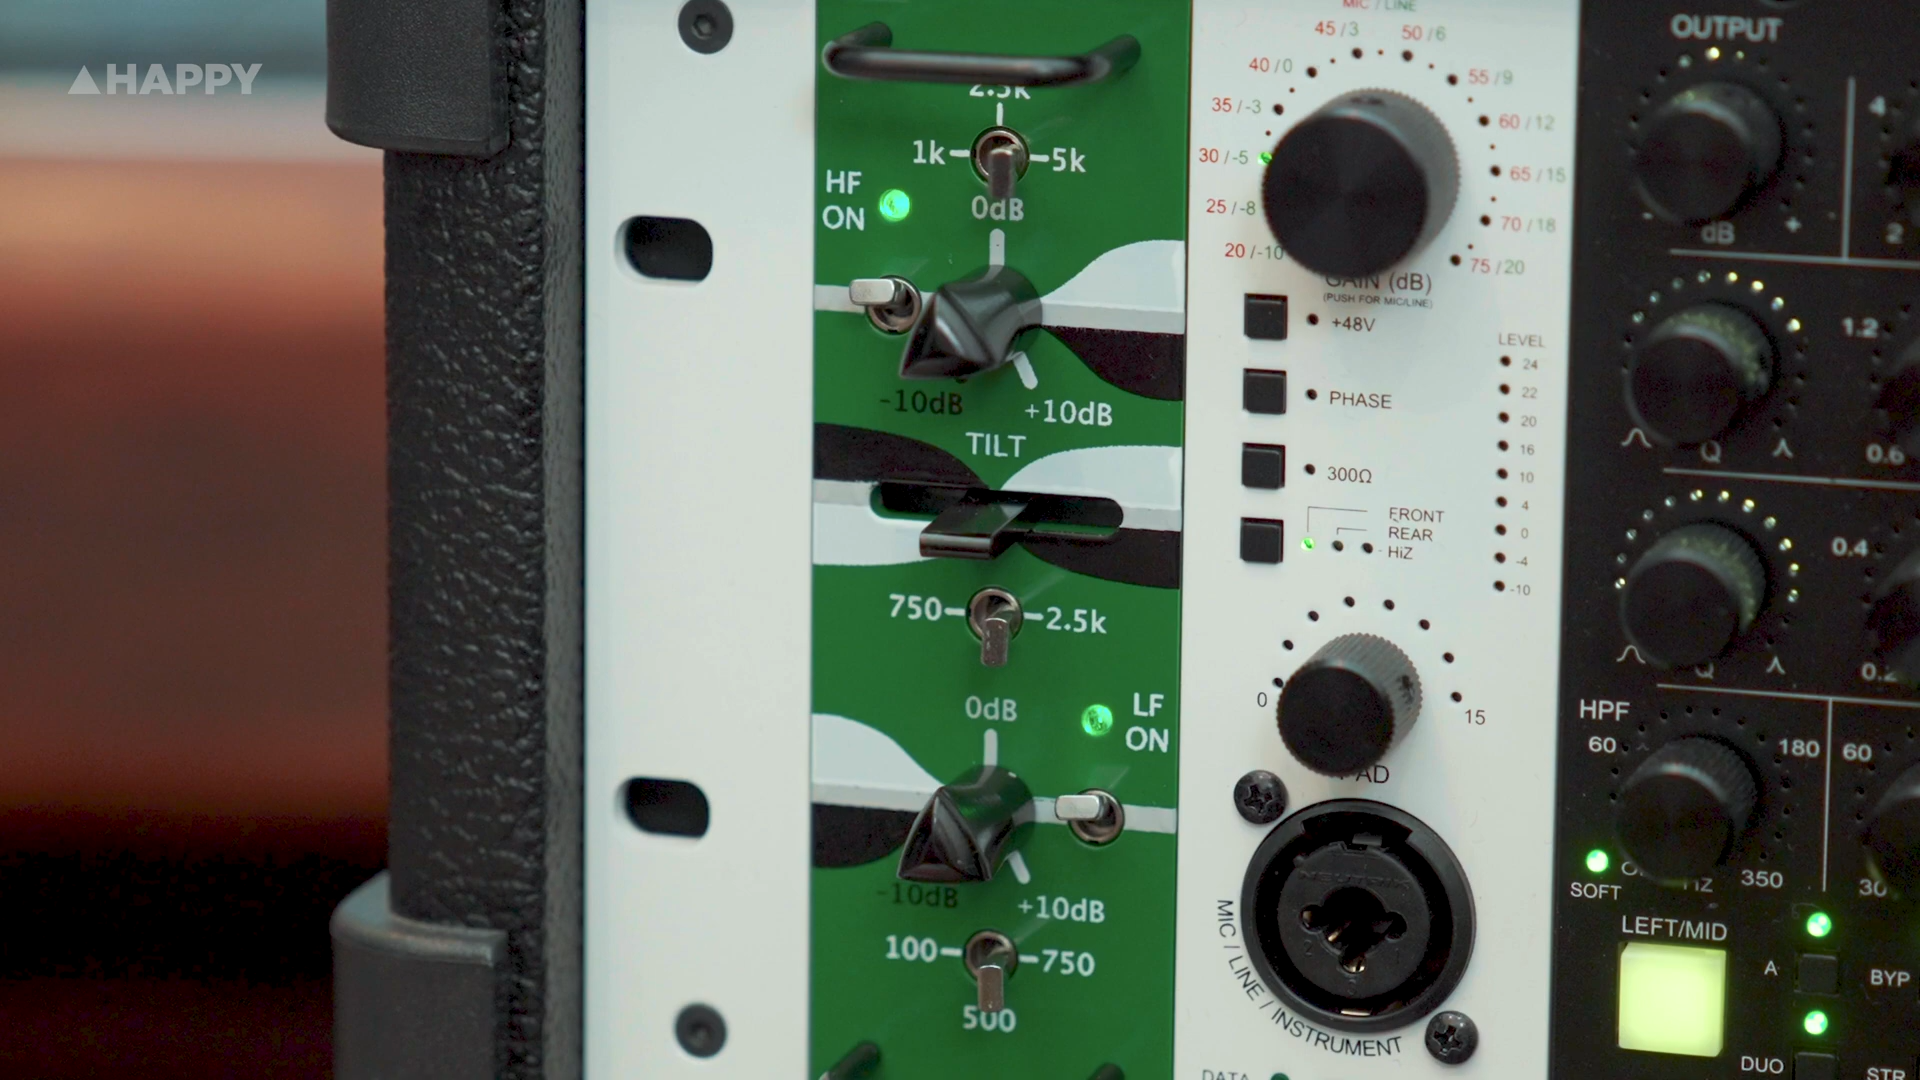 HAPPY
2.5k
1k
5k
HF
ON
0dB
-10dB
+10dB
TILT
750
2.5k
0dB
LF
ON
-10dB
+10dB
100
750
500
MIC / LINE
45/3
50/6
40/0
55/9
35/-3
60/12
30/-5
65/15
25/-8
70/18
20/-10
75/20
GAIN (dB)
(PUSH FOR MIC/LINE)
+48V
LEVEL
24
PHASE
22
20
16
300Ω
10
4
FRONT
REAR
HiZ
0
-4
-10
0
15
MIC / LINE / INSTRUMENT
DATA
OUTPUT
dB
+
4
2
1.2
Q
0.6
0.4
Q
HPF
60
180
60
350
SOFT
LEFT/MID
A
BYP
DUO
STR